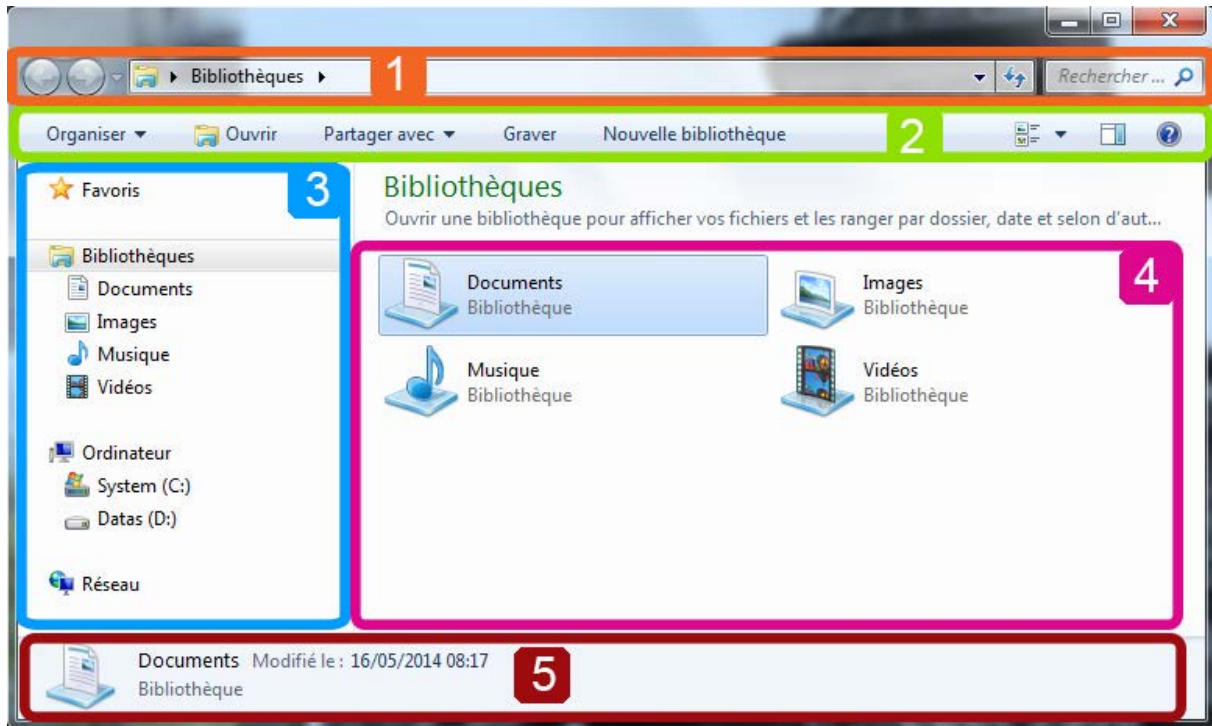 Bibliothèques 1 Rechercher ...
Organiser Ouvrir Partager avec Graver Nouvelle bibliothèque 2
3
Favoris
Bibliothèques
Documents
Images
Musique
Vidéos
Ordinateur
System (C:)
Datas (D:)
Réseau
Bibliothèques
Ouvrir une bibliothèque pour afficher vos fichiers et les ranger par dossier, date et selon d'aut...
4
Documents
Bibliothèque
Images
Bibliothèque
Musique
Bibliothèque
Vidéos
Bibliothèque
Documents Modifié le : 16/05/2014 08:17
Bibliothèque
5